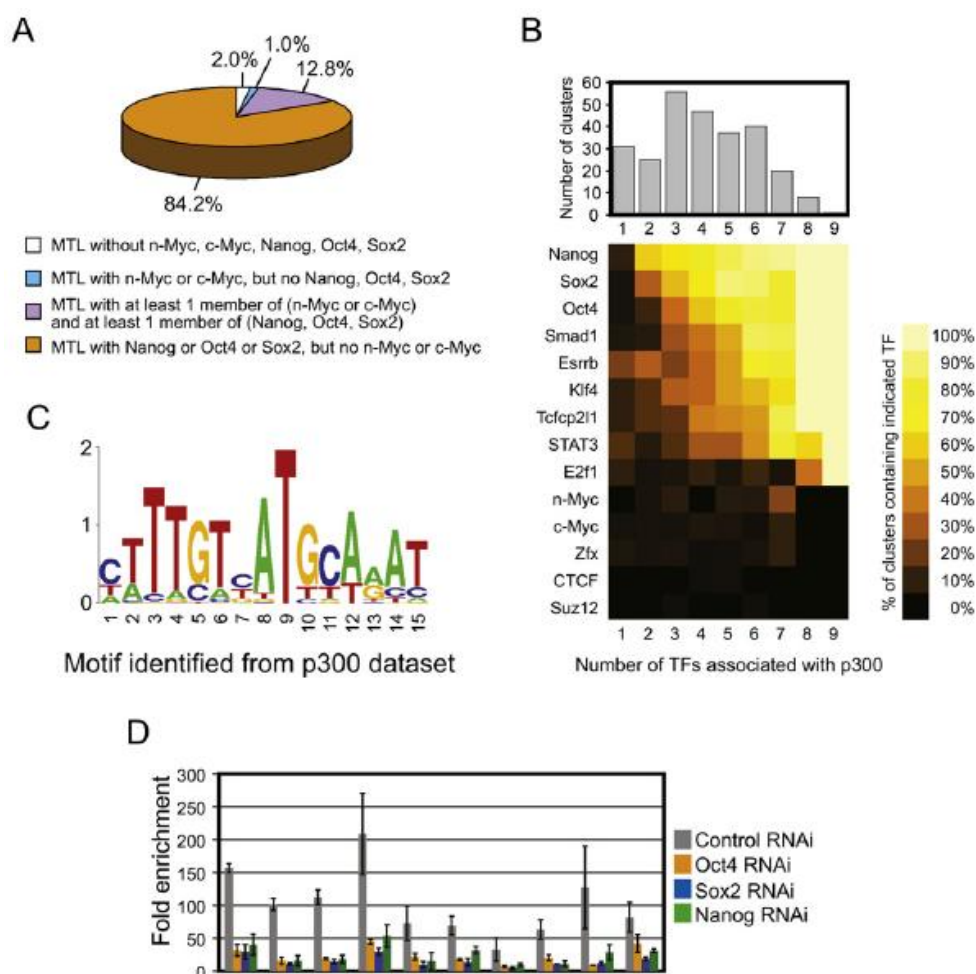 A
2.0%
1.0%
12.8%
84.2%
MTL without n-Myc, c-Myc, Nanog, Oct4, Sox2
MTL with n-Myc or c-Myc, but no Nanog, Oct4, Sox2
MTL with at least 1 member of (n-Myc or c-Myc)
and at least 1 member of (Nanog, Oct4, Sox2)
MTL with Nanog or Oct4 or Sox2, but no n-Myc or c-Myc
B
Number of clusters
60
50
40
30
20
10
0
1 2 3 4 5 6 7 8 9
Nanog
Sox2
Oct4
Smad1
Esrrb
Klf4
Tcfcp2l1
STAT3
E2f1
n-Myc
c-Myc
Zfx
CTCF
Suz12
1 2 3 4 5 6 7 8 9
Number of TFs associated with p300
% of clusters containing indicated TF
100%
90%
80%
70%
60%
50%
40%
30%
20%
10%
0%
C
2
1
0
CTTTGTCATGCAAAT
1 2 3 4 5 6 7 8 9 10 11 12 13 14 15
Motif identified from p300 dataset
D
Fold enrichment
300
250
200
150
100
50
0
Control RNAi
Oct4 RNAi
Sox2 RNAi
Nanog RNAi